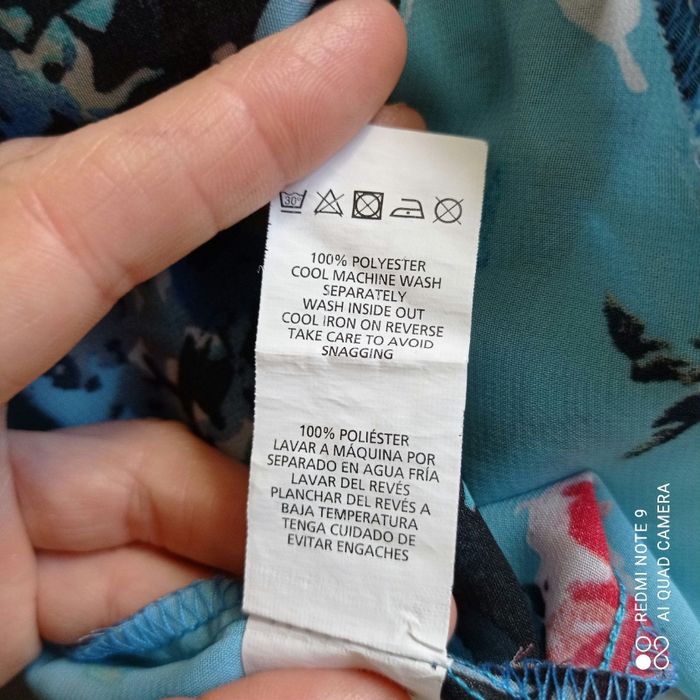 30°
100% POLYESTER
COOL MACHINE WASH
SEPARATELY
WASH INSIDE OUT
COOL IRON ON REVERSE
TAKE CARE TO AVOID
SNAGGING
100% POLIÉSTER
LAVAR A MÁQUINA POR
SEPARADO EN AGUA FRÍA
LAVAR DEL REVÉS
PLANCHAR DEL REVÉS A
BAJA TEMPERATURA
TENGA CUIDADO DE
EVITAR ENGACHES
REDMI NOTE 9
AI QUAD CAMERA